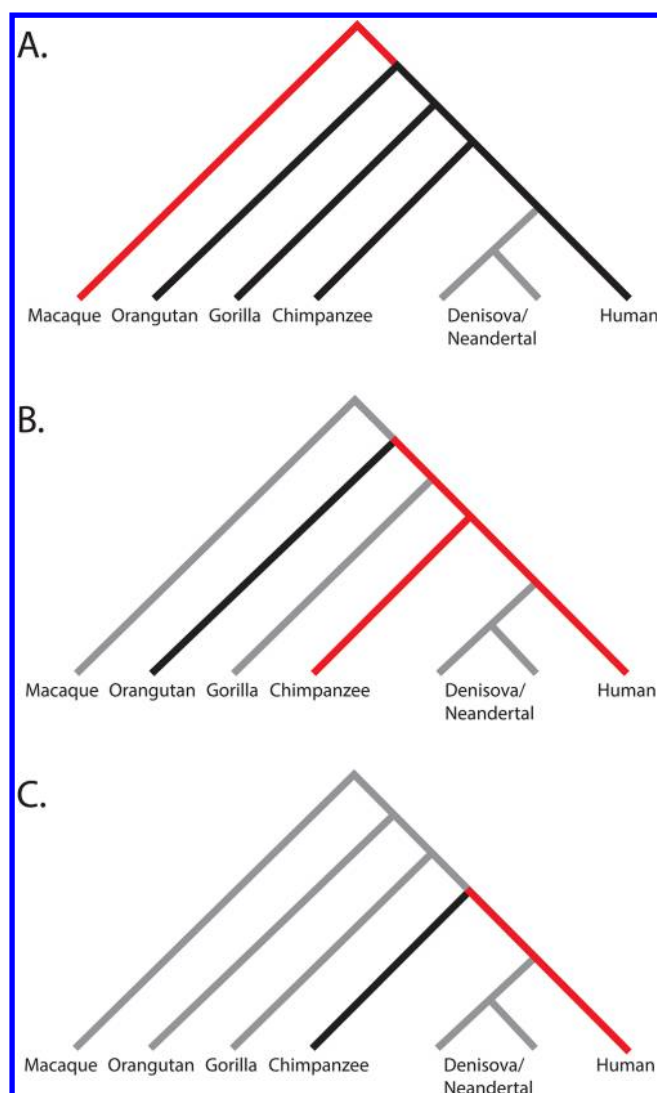 A.
Macaque Orangutan Gorilla Chimpanzee Denisova/ Human
Neandertal
B.
Macaque Orangutan Gorilla Chimpanzee Denisova/ Human
Neandertal
C.
Macaque Orangutan Gorilla Chimpanzee Denisova/ Human
Neandertal